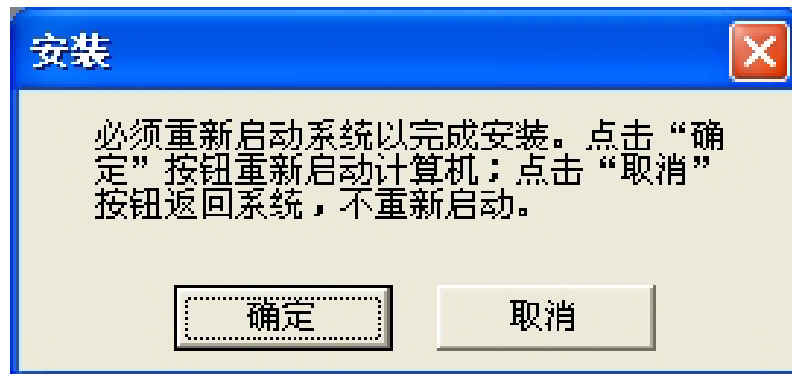 安装
必须重新启动系统以完成安装。点击“确
定”按钮重新启动计算机；点击“取消”
按钮返回系统，不重新启动。
确定
取消